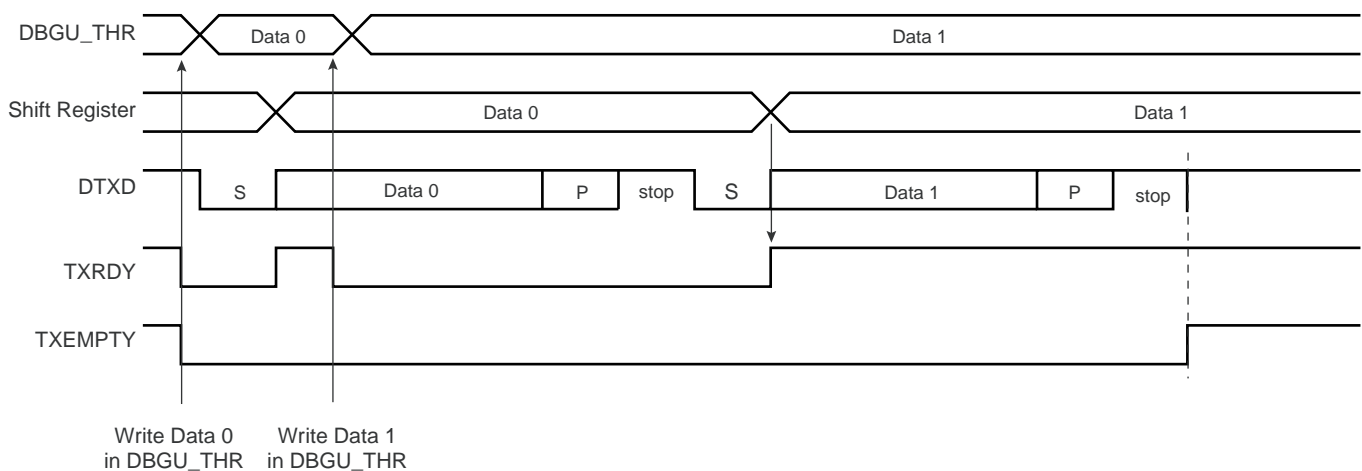 DBGU_THR Data 0 Data 1
Shift Register Data 0 Data 1
DTXD S Data 0 P stop S Data 1 P stop
TXRDY
TXEMPTY
Write Data 0 Write Data 1
in DBGU_THR in DBGU_THR